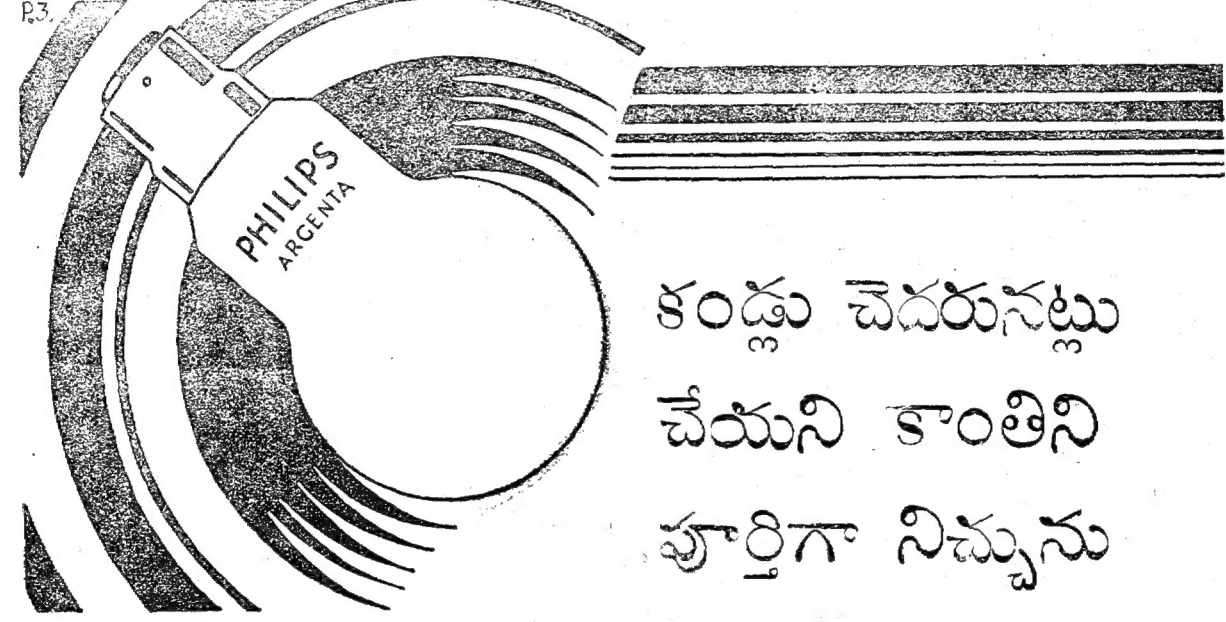 P.3.
PHILIPS
ARGENTA
కండ్లు చెదరునట్లు
చేయని కాంతిని
పూర్తిగా నిచ్చును